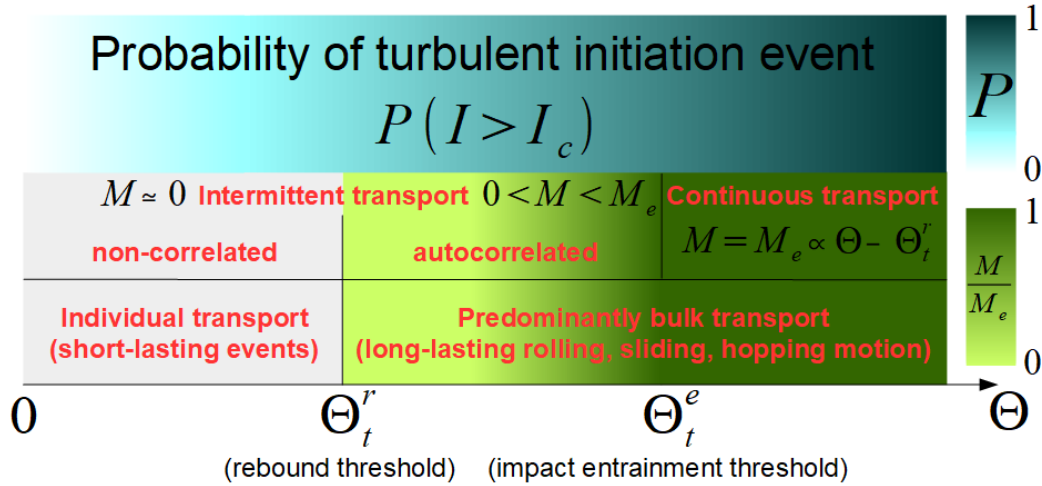 Probability of turbulent initiation event
P(I > I_c)
1
P
0
M ≃ 0 Intermittent transport 0 < M < M_e Continuous transport
non-correlated autocorrelated M = M_e ∝ Θ − Θ_t^r
1
M/M_e
0
Individual transport
(short-lasting events)
Predominantly bulk transport
(long-lasting rolling, sliding, hopping motion)
0 Θ_t^r Θ_t^e Θ
(rebound threshold) (impact entrainment threshold)